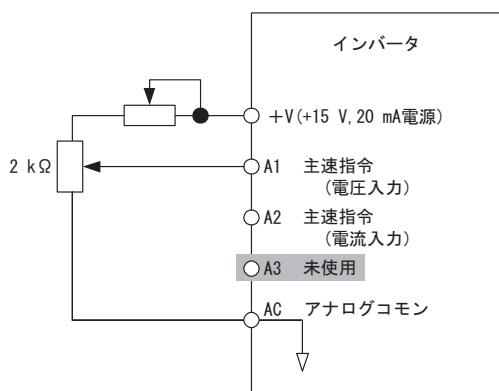 インバータ
+V(+15 V, 20 mA電源)
2 kΩ
A1 主速指令
(電圧入力)
A2 主速指令
(電流入力)
A3 未使用
AC アナログコモン